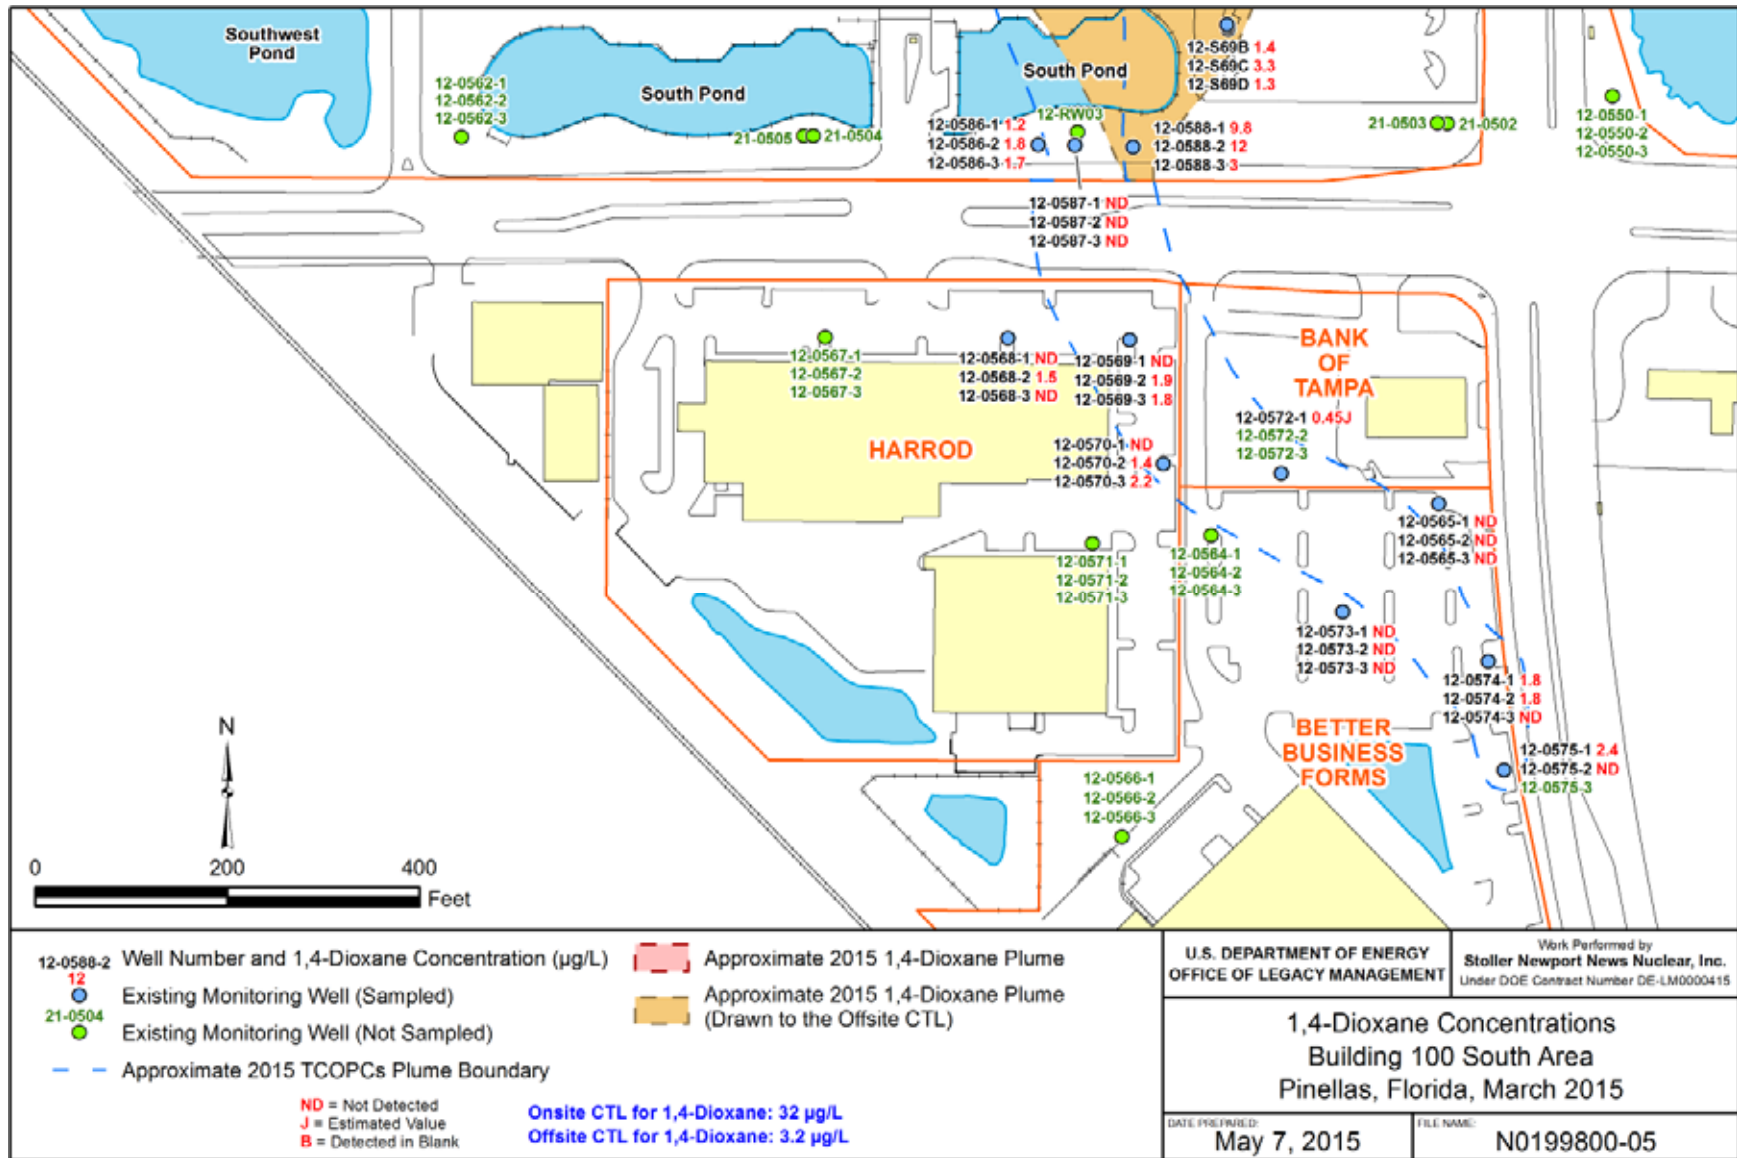 Southwest
Pond
South Pond
South Pond
12-0562-1
12-0562-2
12-0562-3
21-0505
21-0504
12-RW03
12-0586-1 1.2
12-0586-2 1.8
12-0586-3 1.7
12-S69B 1.4
12-S69C 3.3
12-S69D 1.3
12-0588-1 9.8
12-0588-2 12
12-0588-3 3
21-0503
21-0502
12-0550-1
12-0550-2
12-0550-3
12-0587-1 ND
12-0587-2 ND
12-0587-3 ND
12-0567-1
12-0567-2
12-0567-3
12-0568-1 ND
12-0568-2 1.5
12-0568-3 ND
12-0569-1 ND
12-0569-2 1.9
12-0569-3 1.8
BANK
OF
TAMPA
12-0572-1 0.45J
12-0572-2
12-0572-3
HARROD
12-0570-1 ND
12-0570-2 1.4
12-0570-3 2.2
12-0565-1 ND
12-0565-2 ND
12-0565-3 ND
12-0571-1
12-0571-2
12-0571-3
12-0564-1
12-0564-2
12-0564-3
12-0573-1 ND
12-0573-2 ND
12-0573-3 ND
12-0574-1 1.8
12-0574-2 1.8
12-0574-3 ND
BETTER
BUSINESS
FORMS
12-0575-1 2.4
12-0575-2 ND
12-0575-3
12-0566-1
12-0566-2
12-0566-3
N
0 200 400
Feet
12-0588-2
12
Well Number and 1,4-Dioxane Concentration (µg/L)
Existing Monitoring Well (Sampled)
21-0504
Existing Monitoring Well (Not Sampled)
Approximate 2015 TCOPCs Plume Boundary
ND = Not Detected
J = Estimated Value
B = Detected in Blank
Approximate 2015 1,4-Dioxane Plume
Approximate 2015 1,4-Dioxane Plume
(Drawn to the Offsite CTL)
Onsite CTL for 1,4-Dioxane: 32 µg/L
Offsite CTL for 1,4-Dioxane: 3.2 µg/L
U.S. DEPARTMENT OF ENERGY
OFFICE OF LEGACY MANAGEMENT
Work Performed by
Stoller Newport News Nuclear, Inc.
Under DOE Contract Number DE-LM0000415
1,4-Dioxane Concentrations
Building 100 South Area
Pinellas, Florida, March 2015
DATE PREPARED:
May 7, 2015
FILE NAME:
N0199800-05